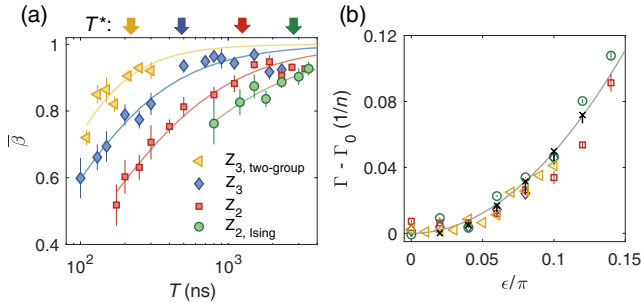 (a)
T*:
β̅
1
0.8
0.6
0.4
10²
10³
T (ns)
Z₃, two-group
Z₃
Z₂
Z₂, Ising
(b)
Γ - Γ₀ (1/n)
0.12
0.08
0.04
0
0
0.05
0.10
0.15
ϵ/π